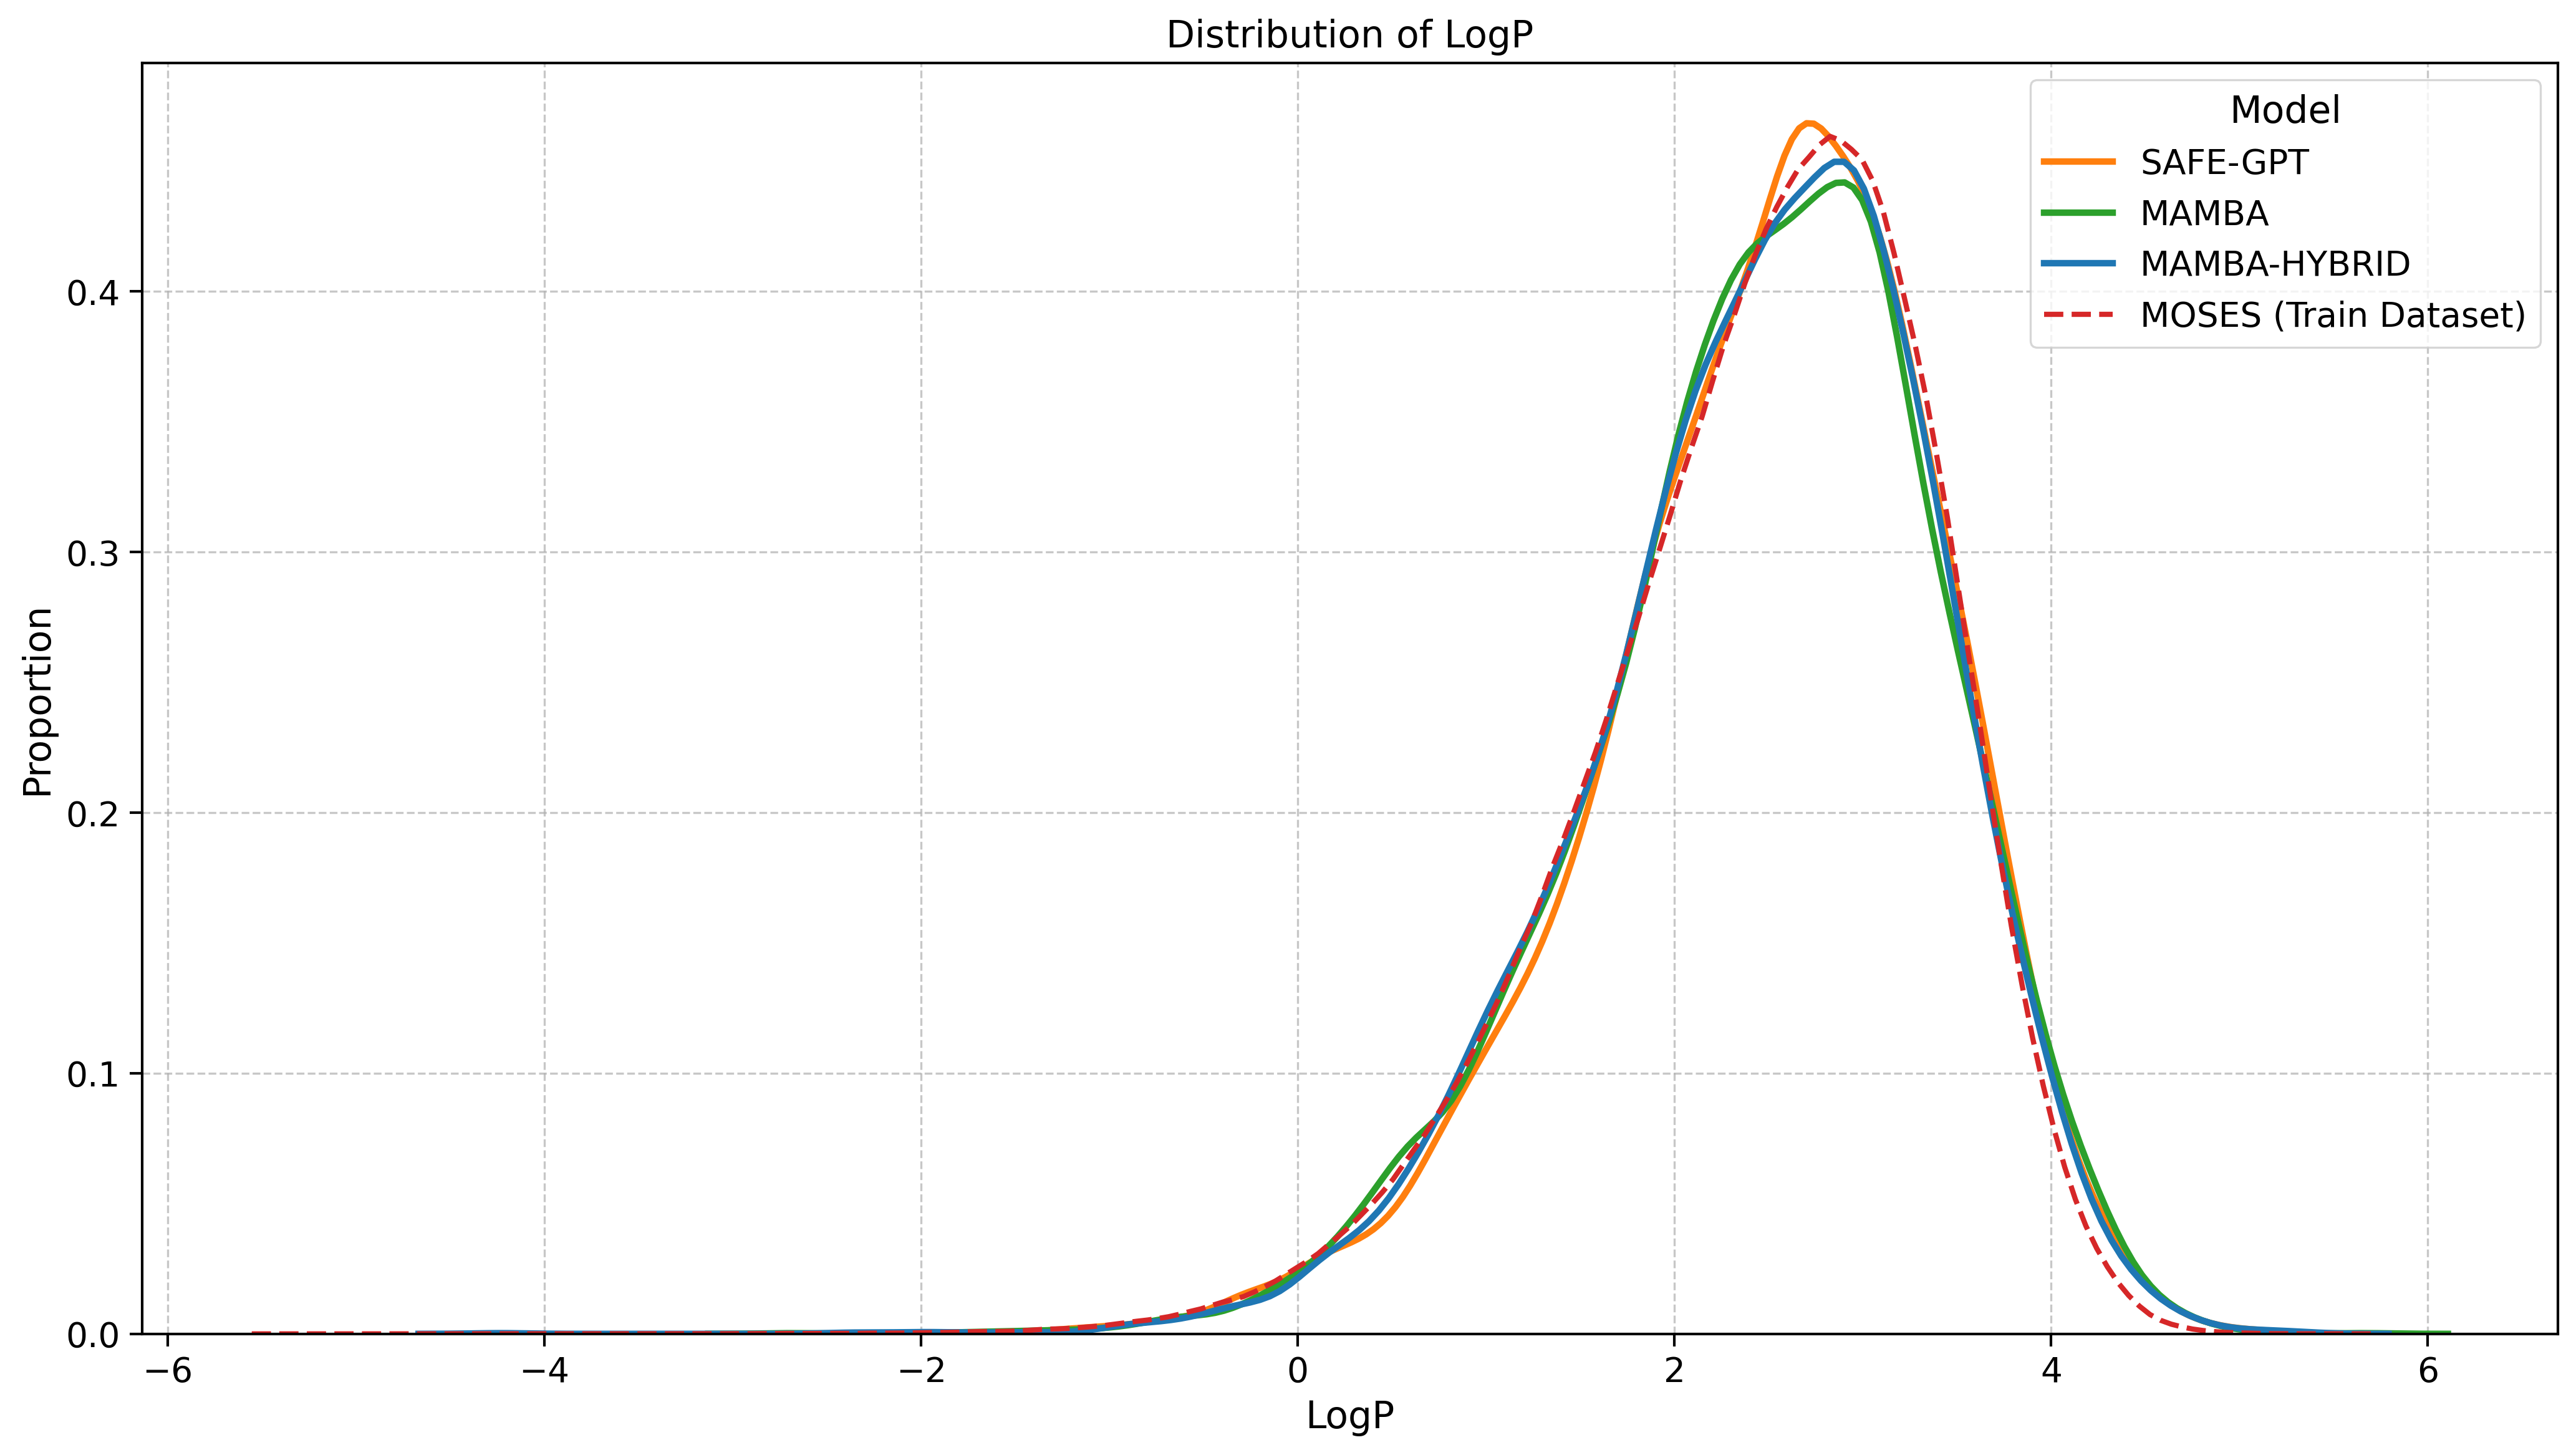 Distribution of LogP
Model
SAFE-GPT
MAMBA
MAMBA-HYBRID
MOSES (Train Dataset)
Proportion
0.4
0.3
0.2
0.1
0.0
−6
−4
−2
0
2
4
6
LogP